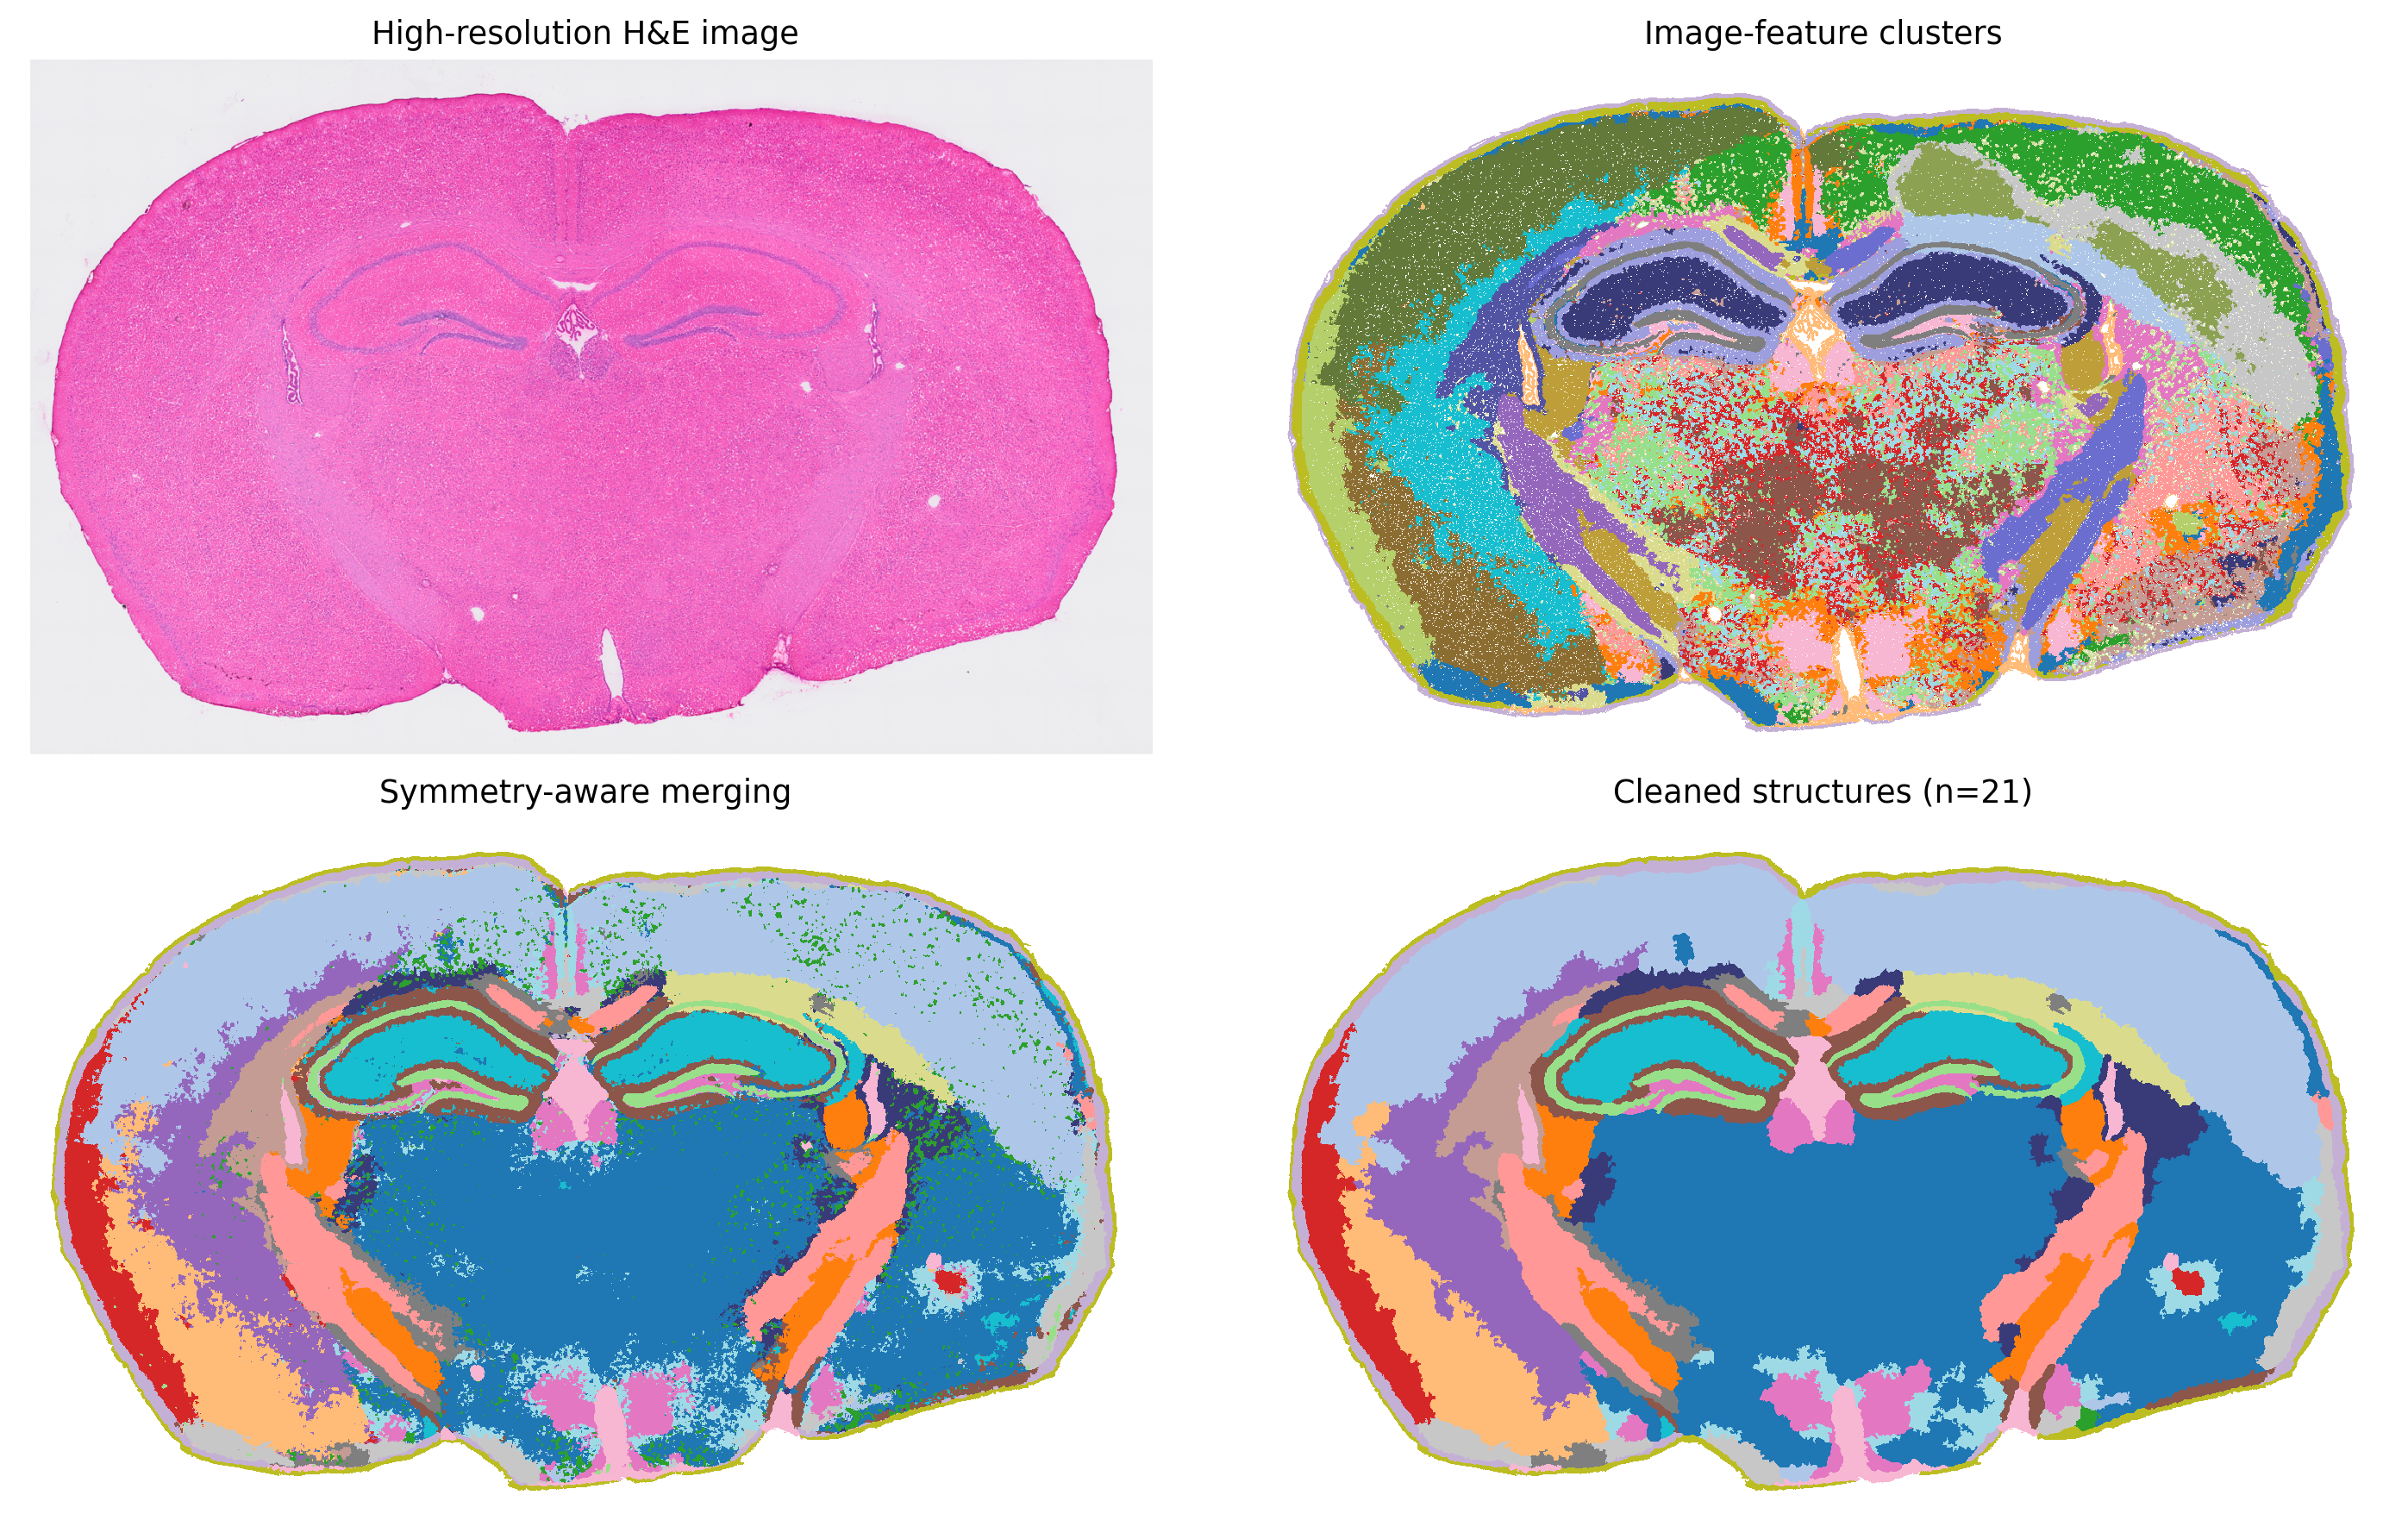 High-resolution H&E image
Image-feature clusters
Symmetry-aware merging
Cleaned structures (n=21)